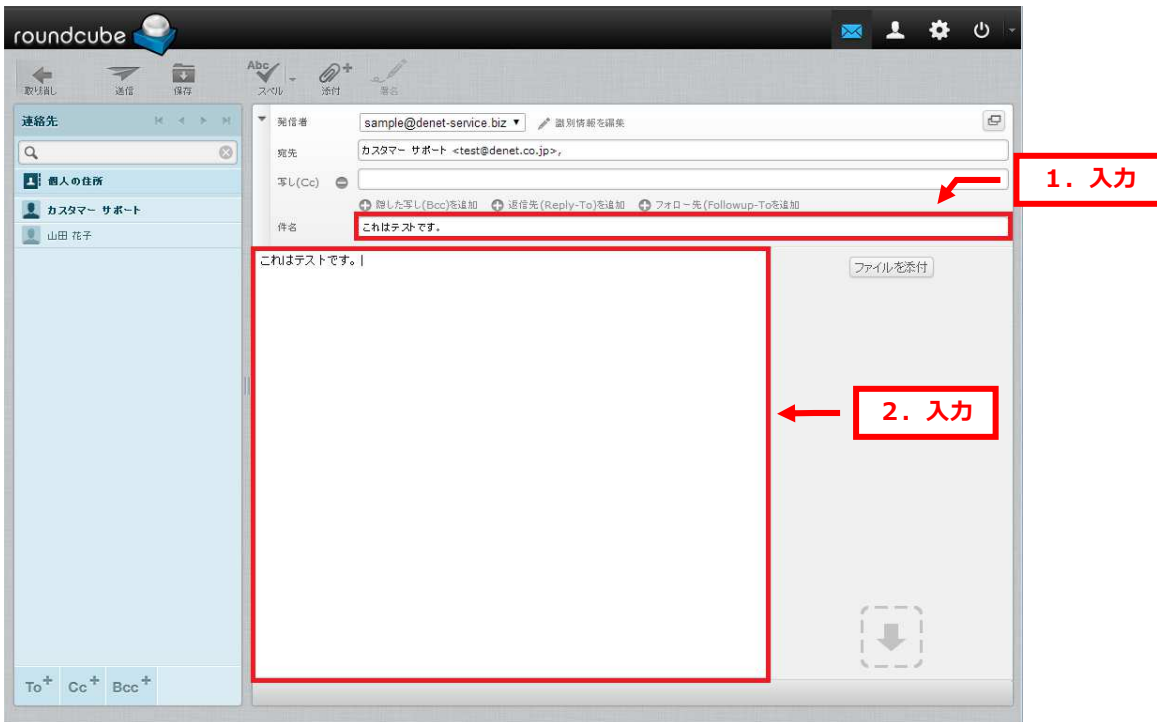 roundcube
取り消し 送信 保存 Abc スペル 添付 署名
連絡先
個人の住所
カスタマー サポート
山田 花子
To+ Cc+ Bcc+
発信者 sample@denet-service.biz 識別情報を編集
宛先 カスタマー サポート <test@denet.co.jp>,
写し(Cc)
隠した写し(Bcc)を追加 返信先(Reply-To)を追加 フォロー先(Followup-To)を追加
件名 これはテストです。
1. 入力
これはテストです。
ファイルを添付
2. 入力